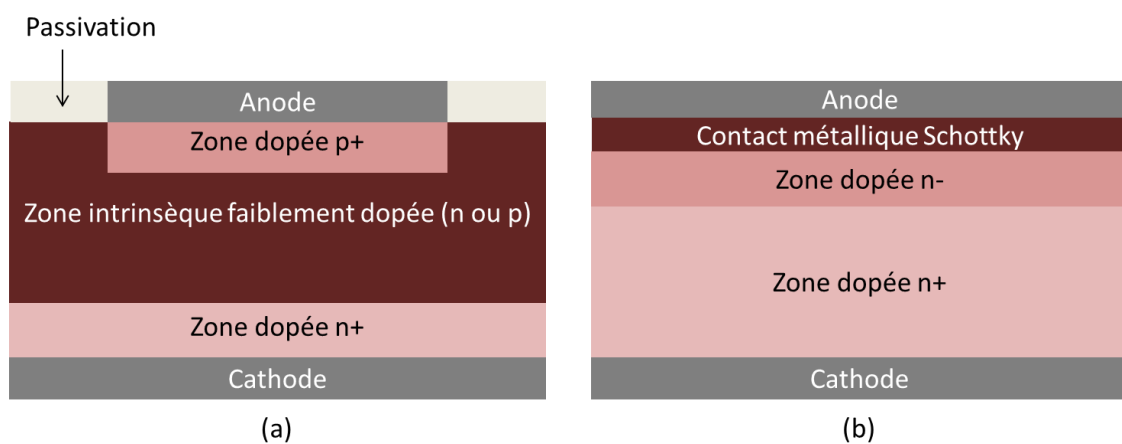 Passivation
Anode
Zone dopée p+
Zone intrinsèque faiblement dopée (n ou p)
Zone dopée n+
Cathode
(a)
Anode
Contact métallique Schottky
Zone dopée n-
Zone dopée n+
Cathode
(b)